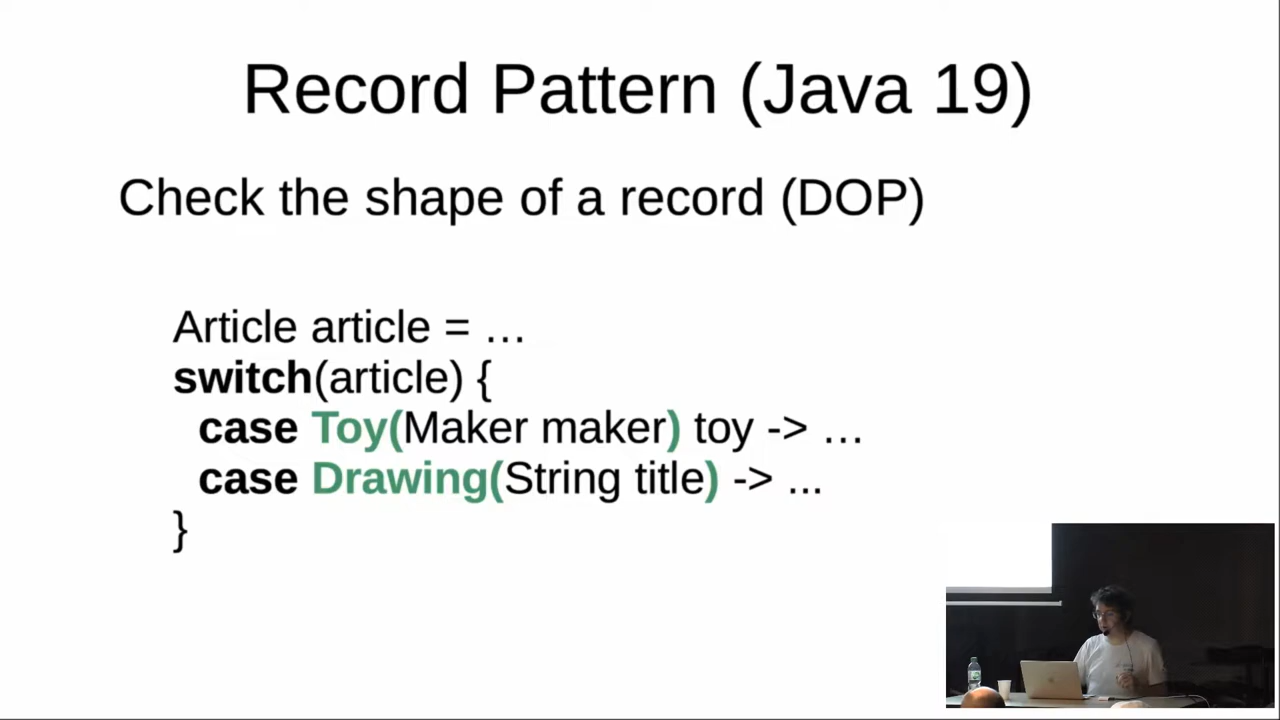 Record Pattern (Java 19)
Check the shape of a record (DOP)
Article article = …
switch(article) {
case Toy(Maker maker) toy -> …
case Drawing(String title) -> ...
}